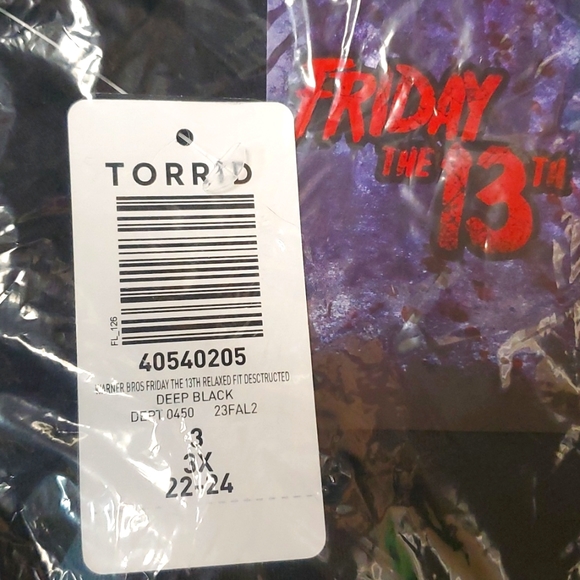 TORRID
FL_126
40540205
WARNER BROS FRIDAY THE 13TH RELAXED FIT DESCTRUCTED
DEEP BLACK
DEPT 0450 23FAL2
3
3X
22-24
FRIDAY
THE 13TH